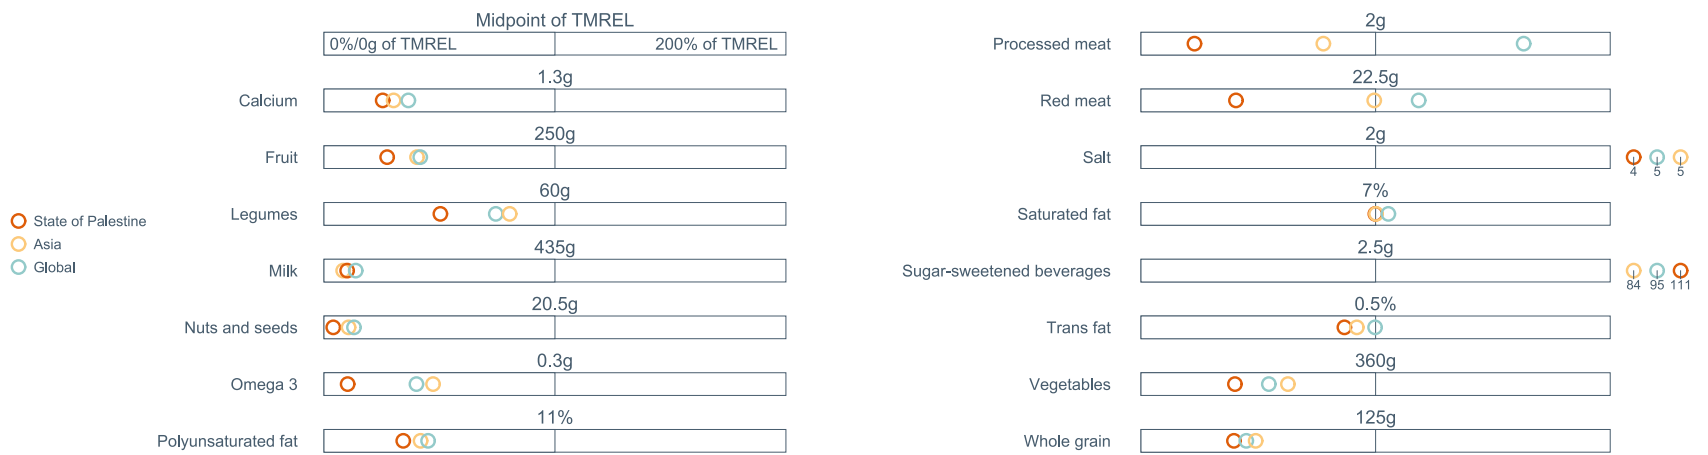 Midpoint of TMREL
0%/0g of TMREL 200% of TMREL
1.3g
Calcium
250g
Fruit
60g
Legumes
435g
Milk
20.5g
Nuts and seeds
0.3g
Omega 3
11%
Polyunsaturated fat
State of Palestine
Asia
Global
2g
Processed meat
22.5g
Red meat
2g
Salt
4 5 5
7%
Saturated fat
2.5g
Sugar-sweetened beverages
84 95 111
0.5%
Trans fat
360g
Vegetables
125g
Whole grain